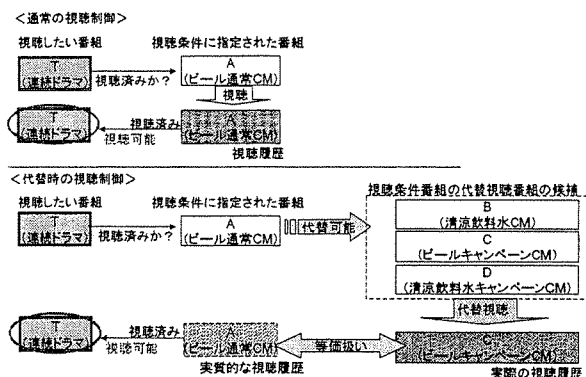 ＜通常の視聴制御＞
視聴したい番組 視聴条件に指定された番組
T
(連続ドラマ)
視聴済みか?
A
(ビール通常CM)
視聴
T
(連続ドラマ)
視聴済み
視聴可能
A
(ビール通常CM)
視聴履歴
＜代替時の視聴制御＞
視聴したい番組 視聴条件に指定された番組
視聴条件番組の代替視聴番組の候補
T
(連続ドラマ)
視聴済みか?
A
(ビール通常CM)
代替可能
B
(清涼飲料水CM)
C
(ビールキャンペーンCM)
D
(清涼飲料水キャンペーンCM)
代替視聴
T
(連続ドラマ)
視聴済み
視聴可能
A
(ビール通常CM)
実質的な視聴履歴
等価扱い
C
(ビールキャンペーンCM)
実際の視聴履歴